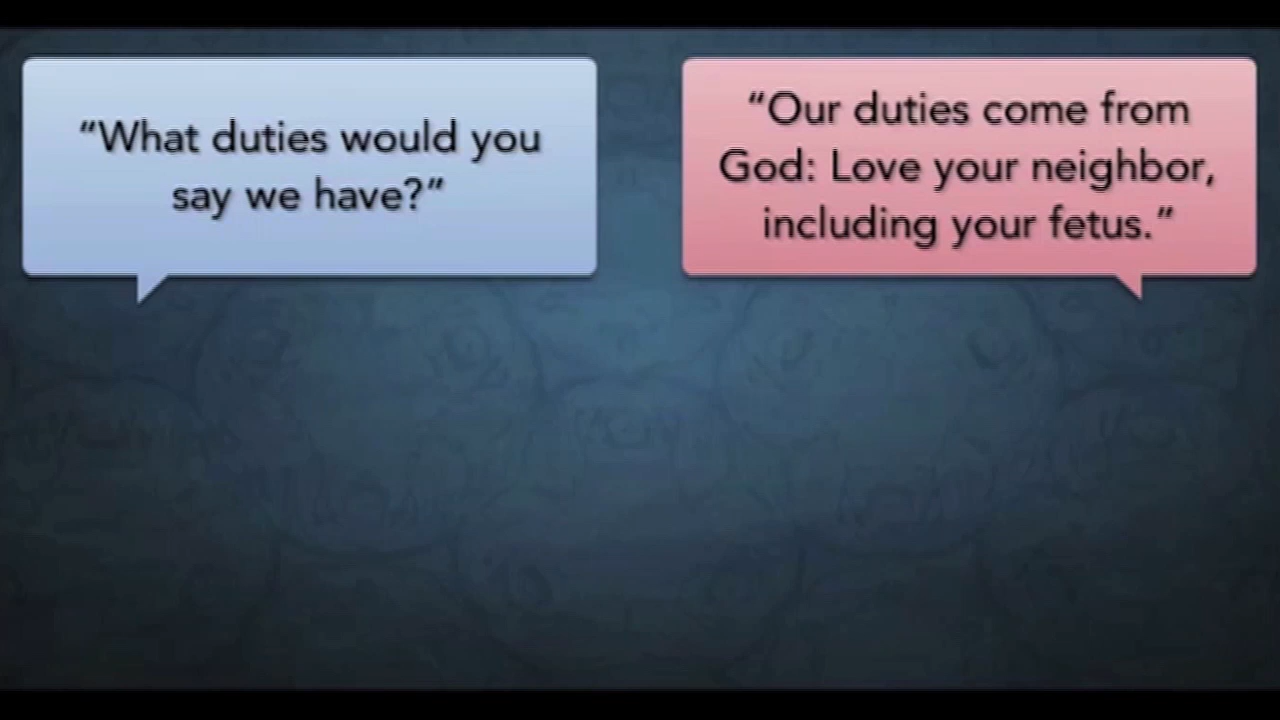 “What duties would you
say we have?”
“Our duties come from
God: Love your neighbor,
including your fetus.”